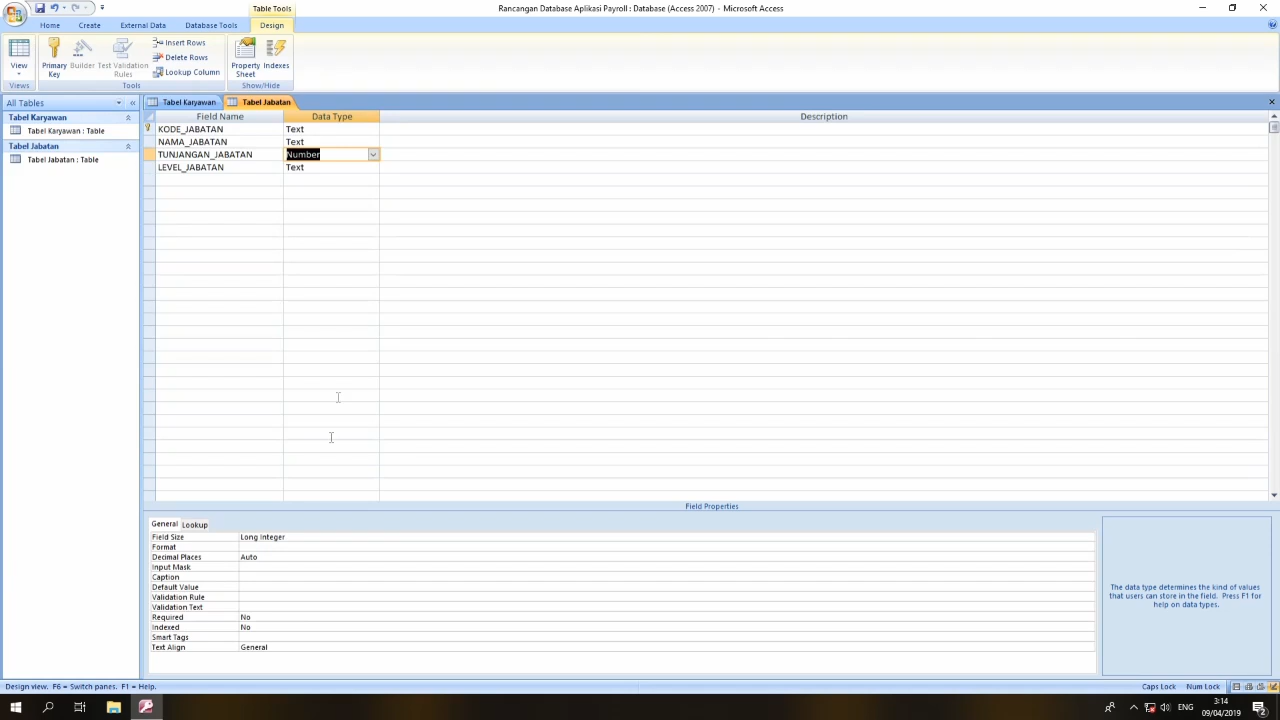 Table Tools
Rancangan Database Aplikasi Payroll : Database (Access 2007) - Microsoft Access
Home
Create
External Data
Database Tools
Design
View
Primary Key
Builder
Test Validation Rules
Insert Rows
Delete Rows
Lookup Column
Property Sheet
Indexes
Views
Tools
Show/Hide
All Tables
Tabel Karyawan
Tabel Karyawan : Table
Tabel Jabatan
Tabel Jabatan : Table
Tabel Karyawan
Tabel Jabatan
Field Name
Data Type
Description
KODE_JABATAN
Text
NAMA_JABATAN
Text
TUNJANGAN_JABATAN
Number
LEVEL_JABATAN
Text
Field Properties
General
Lookup
Field Size
Long Integer
Format
Decimal Places
Auto
Input Mask
Caption
Default Value
Validation Rule
Validation Text
Required
No
Indexed
No
Smart Tags
Text Align
General
The data type determines the kind of values
that users can store in the field. Press F1 for
help on data types.
Design view. F6 = Switch panes. F1 = Help.
Caps Lock
Num Lock
ENG
3:14
09/04/2019
2